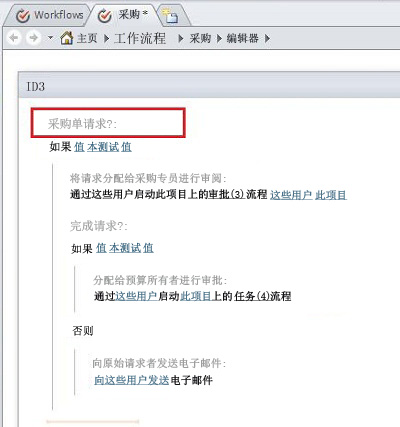 Workflows 采购 *
主页 工作流程 采购 编辑器
ID3
采购单请求?:
如果 值 本测试 值
将请求分配给采购专员进行审阅:
通过这些用户启动此项目上的审批(3)流程 这些用户 此项目
完成请求?:
如果 值 本测试 值
分配给预算所有者进行审批:
通过这些用户启动此项目上的任务(4)流程
否则
向原始请求者发送电子邮件:
向这些用户发送电子邮件